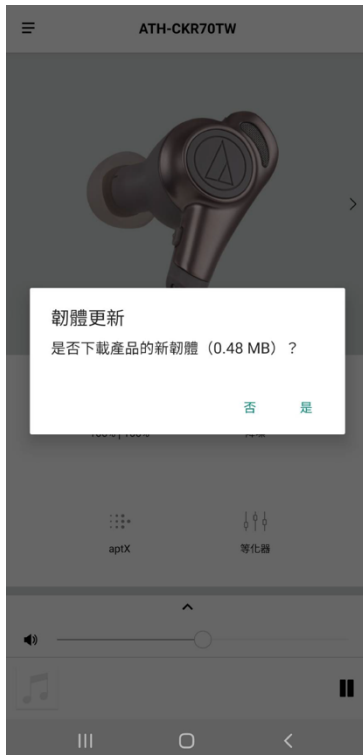 ATH-CKR70TW
韌體更新
是否下載產品的新韌體（0.48 MB）？
否 是
aptX 等化器